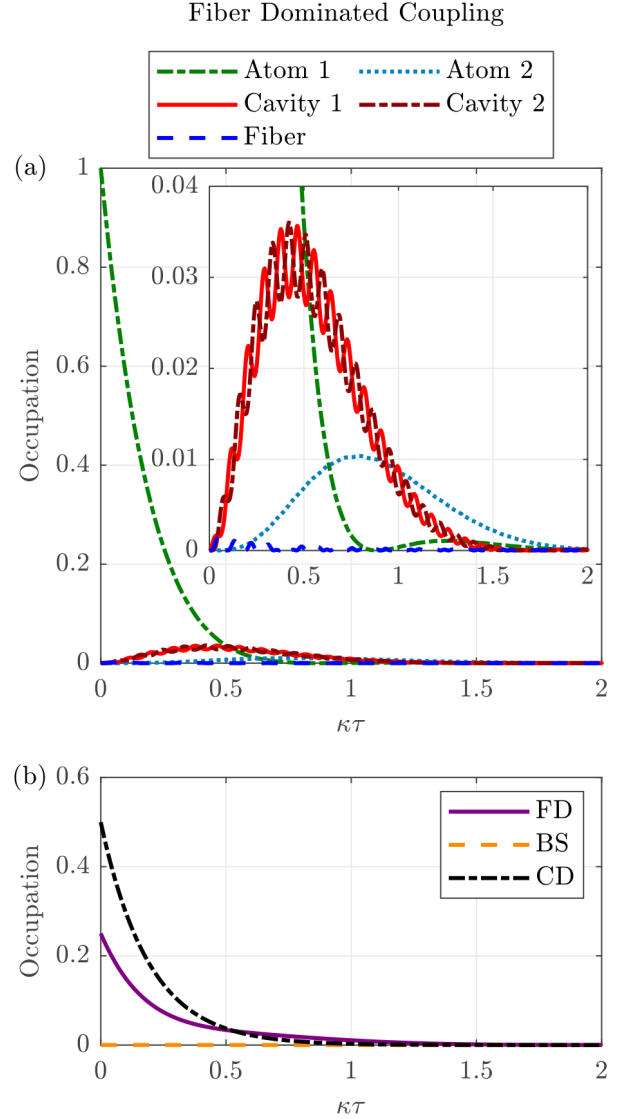 Fiber Dominated Coupling
Atom 1 Atom 2
Cavity 1 Cavity 2
Fiber
(a)
1
0.8
0.6
0.4
0.2
0
Occupation
0.04
0.03
0.02
0.01
0
0 0.5 1 1.5 2
0 0.5 1 1.5 2
κτ
(b)
0.6
0.4
0.2
0
Occupation
FD
BS
CD
0 0.5 1 1.5 2
κτ